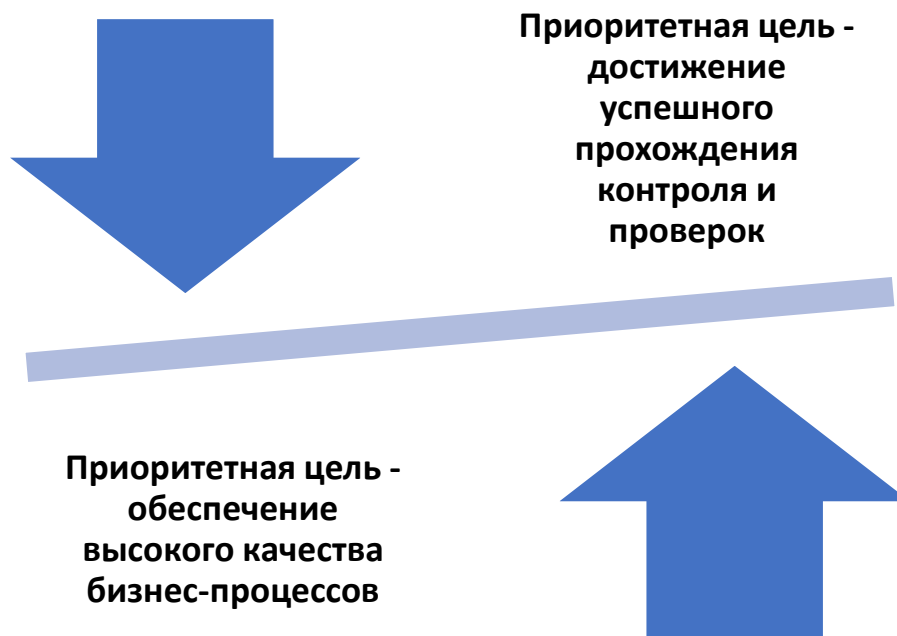 Приоритетная цель -
достижение
успешного
прохождения
контроля и
проверок
Приоритетная цель -
обеспечение
высокого качества
бизнес-процессов